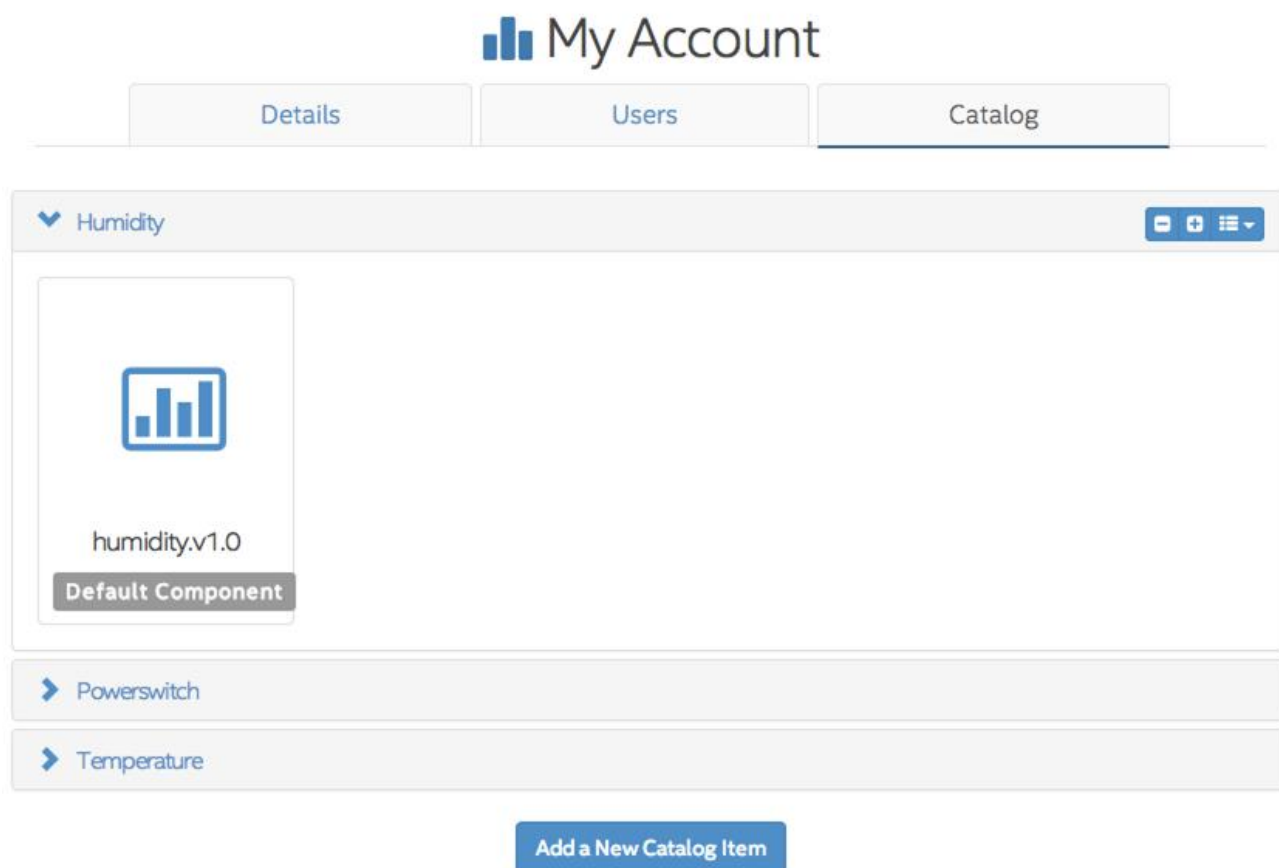 My Account
Details Users Catalog
Humidity
humidity.v1.0
Default Component
Powerswitch
Temperature
Add a New Catalog Item